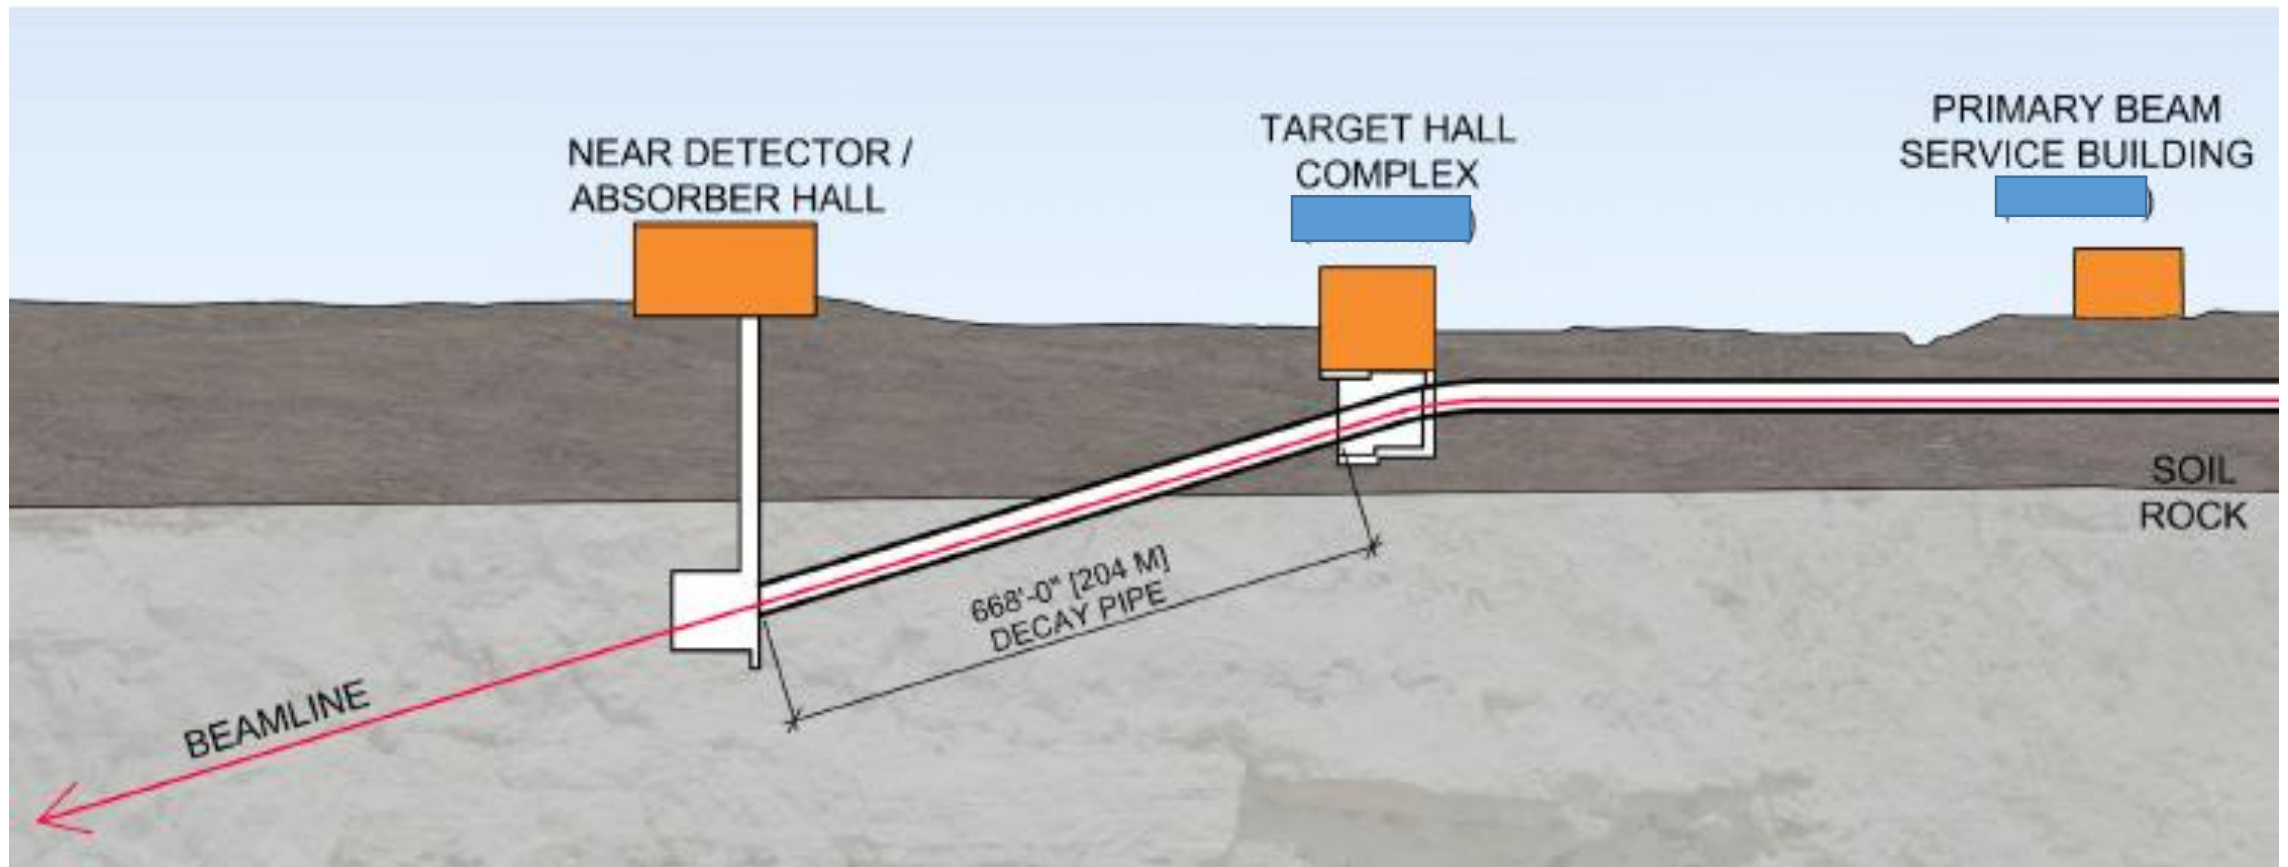 NEAR DETECTOR /
ABSORBER HALL
TARGET HALL
COMPLEX
PRIMARY BEAM
SERVICE BUILDING
SOIL
ROCK
668'-0" [204 M]
DECAY PIPE
BEAMLINE